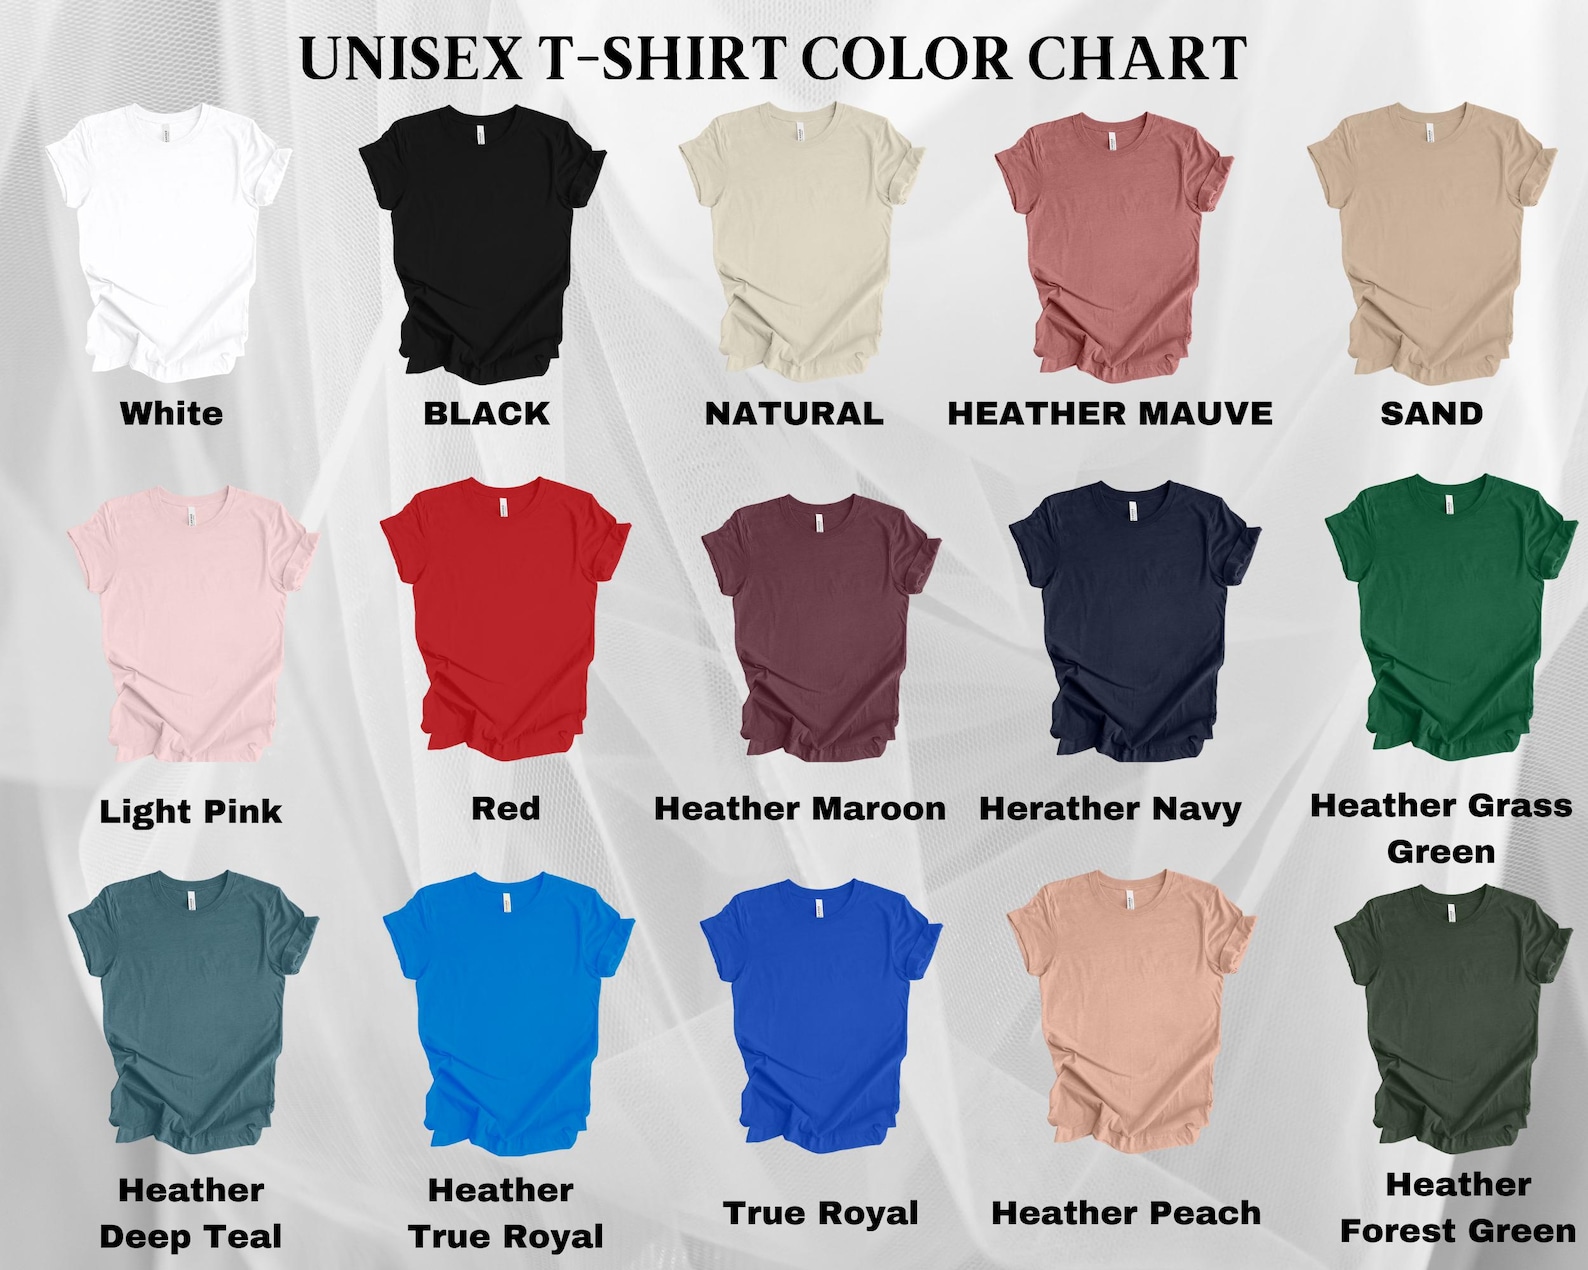 UNISEX T-SHIRT COLOR CHART
White
BLACK
NATURAL
HEATHER MAUVE
SAND
Light Pink
Red
Heather Maroon
Herather Navy
Heather Grass
Green
Heather
Deep Teal
Heather
True Royal
True Royal
Heather Peach
Heather
Forest Green